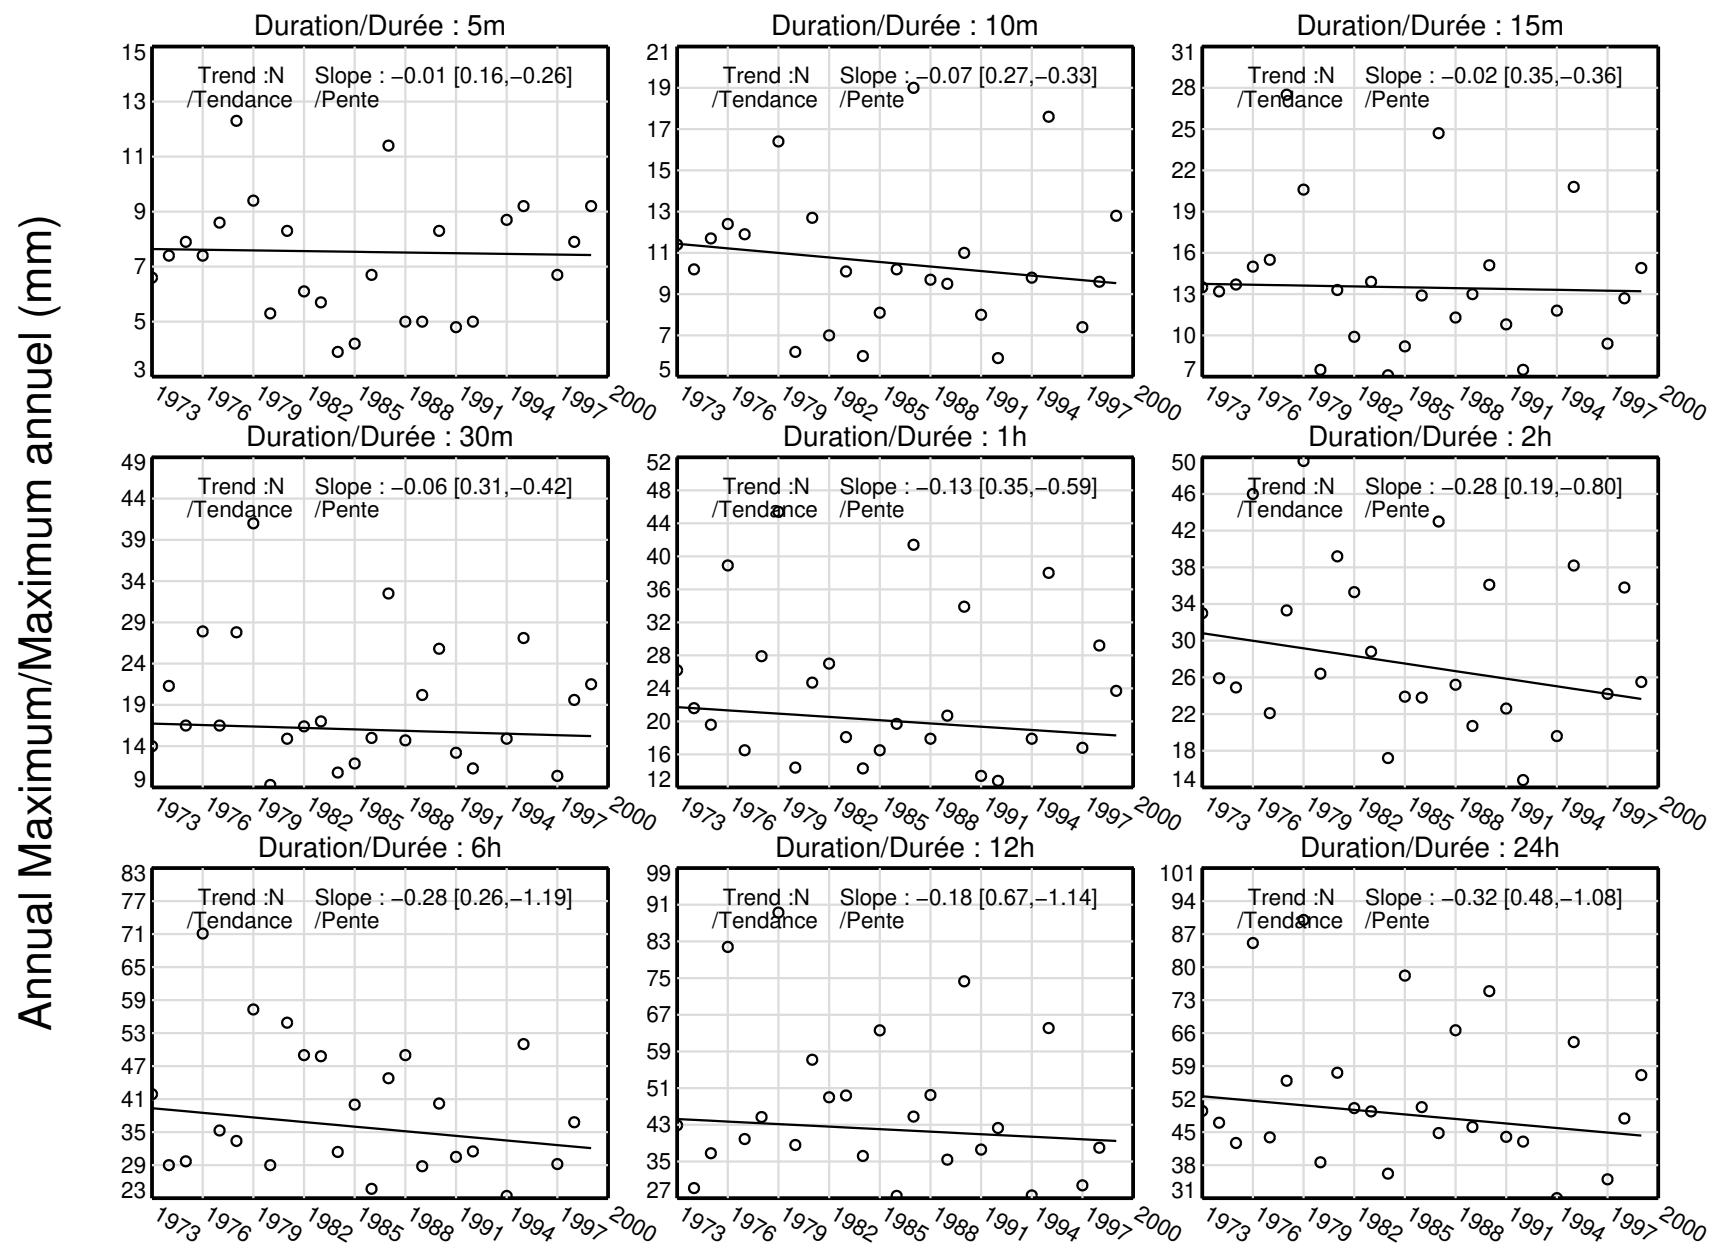 Annual Maximum/Maximum annuel (mm)
Duration/Durée : 5m
Trend :N Slope : −0.01 [0.16,−0.26]
/Tendance /Pente
15
13
11
9
7
5
3
1973 1976 1979 1982 1985 1988 1991 1994 1997 2000
Duration/Durée : 10m
Trend :N Slope : −0.07 [0.27,−0.33]
/Tendance /Pente
21
19
17
15
13
11
9
7
5
1973 1976 1979 1982 1985 1988 1991 1994 1997 2000
Duration/Durée : 15m
Trend :N Slope : −0.02 [0.35,−0.36]
/Tendance /Pente
31
28
25
22
19
16
13
10
7
1973 1976 1979 1982 1985 1988 1991 1994 1997 2000
Duration/Durée : 30m
Trend :N Slope : −0.06 [0.31,−0.42]
/Tendance /Pente
49
44
39
34
29
24
19
14
9
1973 1976 1979 1982 1985 1988 1991 1994 1997 2000
Duration/Durée : 1h
Trend :N Slope : −0.13 [0.35,−0.59]
/Tendance /Pente
52
48
44
40
36
32
28
24
20
16
12
1973 1976 1979 1982 1985 1988 1991 1994 1997 2000
Duration/Durée : 2h
Trend :N Slope : −0.28 [0.19,−0.80]
/Tendance /Pente
50
46
42
38
34
30
26
22
18
14
1973 1976 1979 1982 1985 1988 1991 1994 1997 2000
Duration/Durée : 6h
Trend :N Slope : −0.28 [0.26,−1.19]
/Tendance /Pente
83
77
71
65
59
53
47
41
35
29
23
1973 1976 1979 1982 1985 1988 1991 1994 1997 2000
Duration/Durée : 12h
Trend :N Slope : −0.18 [0.67,−1.14]
/Tendance /Pente
99
91
83
75
67
59
51
43
35
27
1973 1976 1979 1982 1985 1988 1991 1994 1997 2000
Duration/Durée : 24h
Trend :N Slope : −0.32 [0.48,−1.08]
/Tendance /Pente
101
94
87
80
73
66
59
52
45
38
31
1973 1976 1979 1982 1985 1988 1991 1994 1997 2000